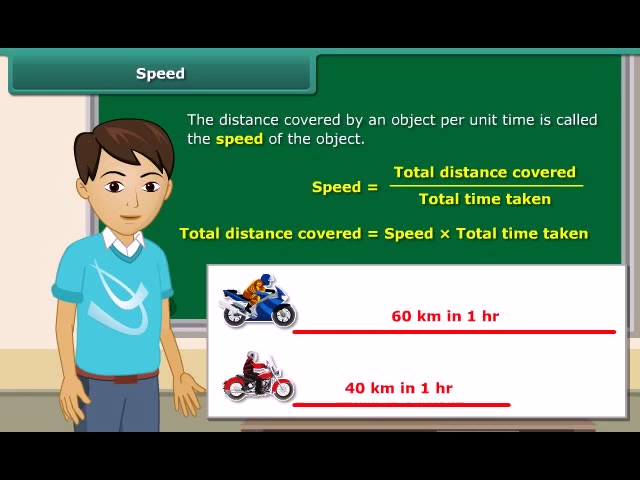 Speed
The distance covered by an object per unit time is called
the speed of the object.
Speed = Total distance covered
Total time taken
Total distance covered = Speed × Total time taken
60 km in 1 hr
40 km in 1 hr